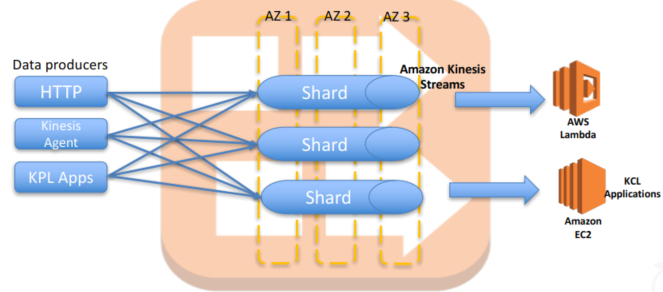 AZ 1
AZ 2
AZ 3
Data producers
HTTP
Kinesis
Agent
KPL Apps
Shard
Shard
Shard
Amazon Kinesis
Streams
AWS
Lambda
KCL
Applications
Amazon
EC2